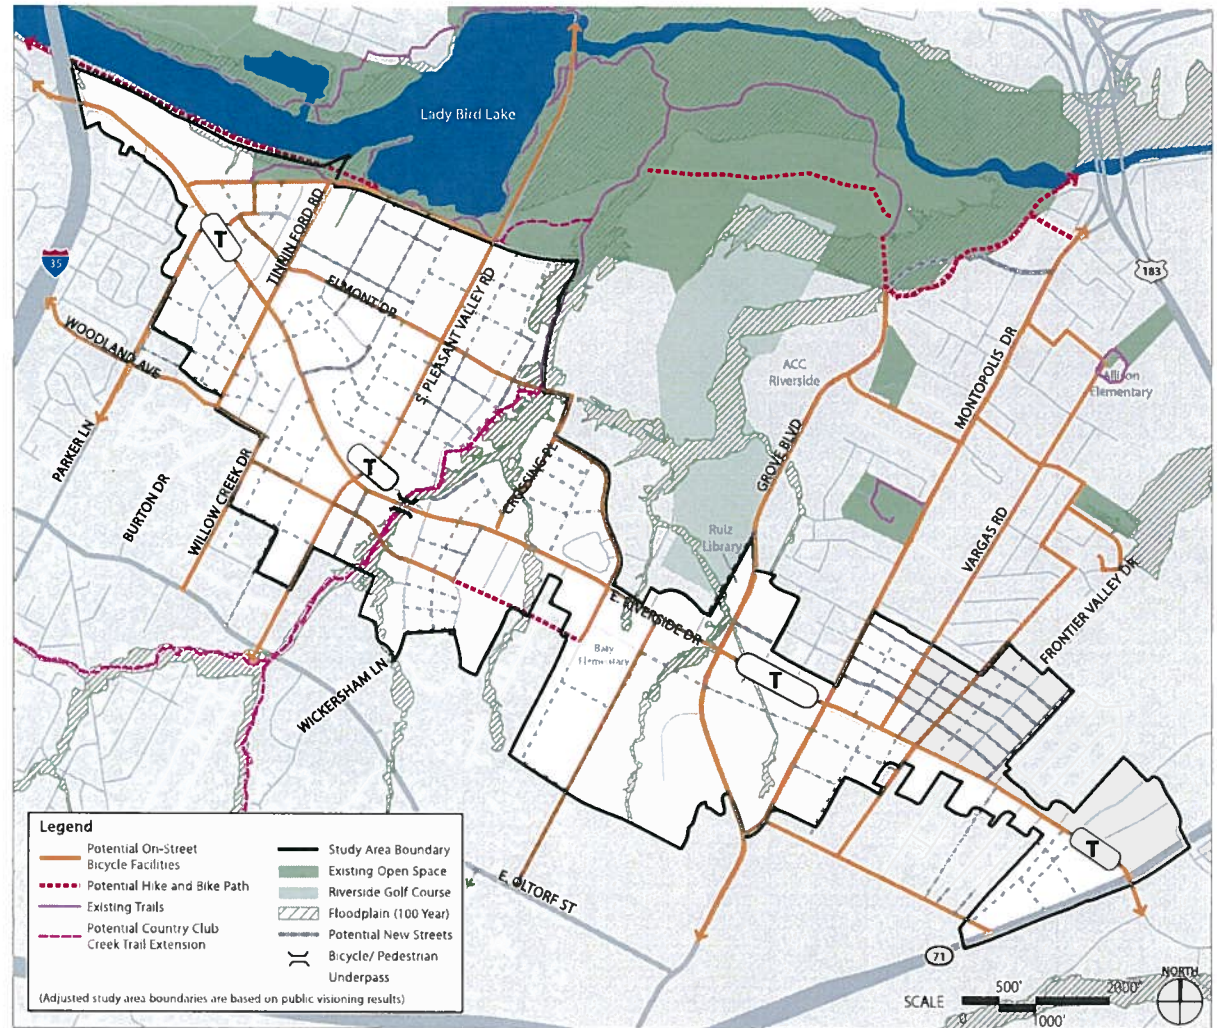 Lady Bird Lake
35
183
TINNIN FORD RD
T
ELMONT DR
S. PLEASANT VALLEY RD
WOODLAND AVE
ACC
Riverside
MONTOPOLIS DR
Allison
Elementary
PARKER LN
BURTON DR
WILLOW CREEK DR
T
CROSSING PL
GROVE BLVD
Ruiz
Library
VARGAS RD
FRONTIER VALLEY DR
E. RIVERSIDE DR
Baty
Elementary
WICKERSHAM LN
T
T
E. OLTORF ST
71
Legend
Potential On-Street
Bicycle Facilities
Potential Hike and Bike Path
Existing Trails
Potential Country Club
Creek Trail Extension
Study Area Boundary
Existing Open Space
Riverside Golf Course
Floodplain (100 Year)
Potential New Streets
Bicycle/ Pedestrian
Underpass
(Adjusted study area boundaries are based on public visioning results)
NORTH
SCALE
500'
2000'
0
000'